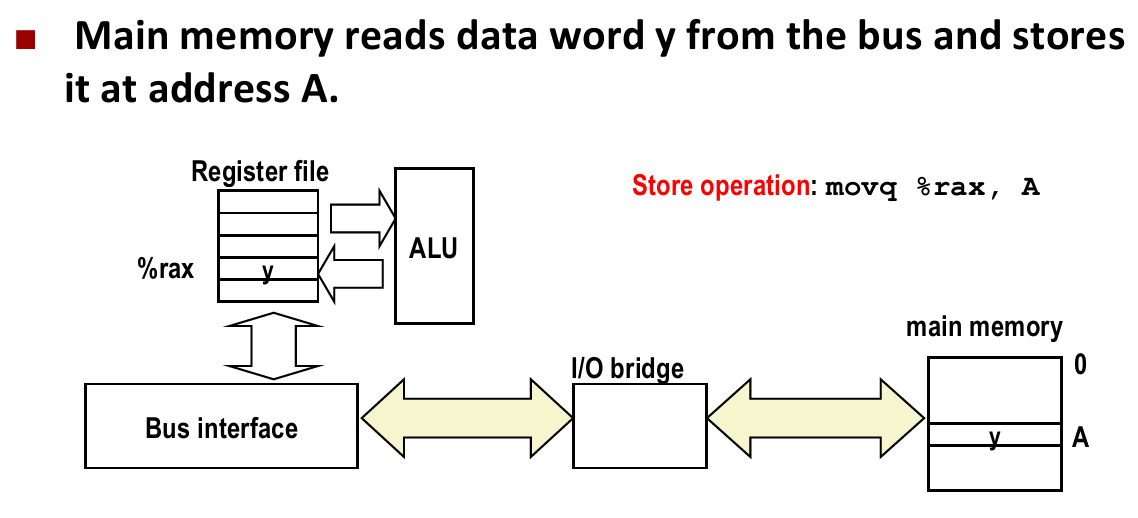 Main memory reads data word y from the bus and stores
it at address A.
Register file
Store operation: movq %rax, A
ALU
%rax
y
main memory
0
I/O bridge
Bus interface
y
A